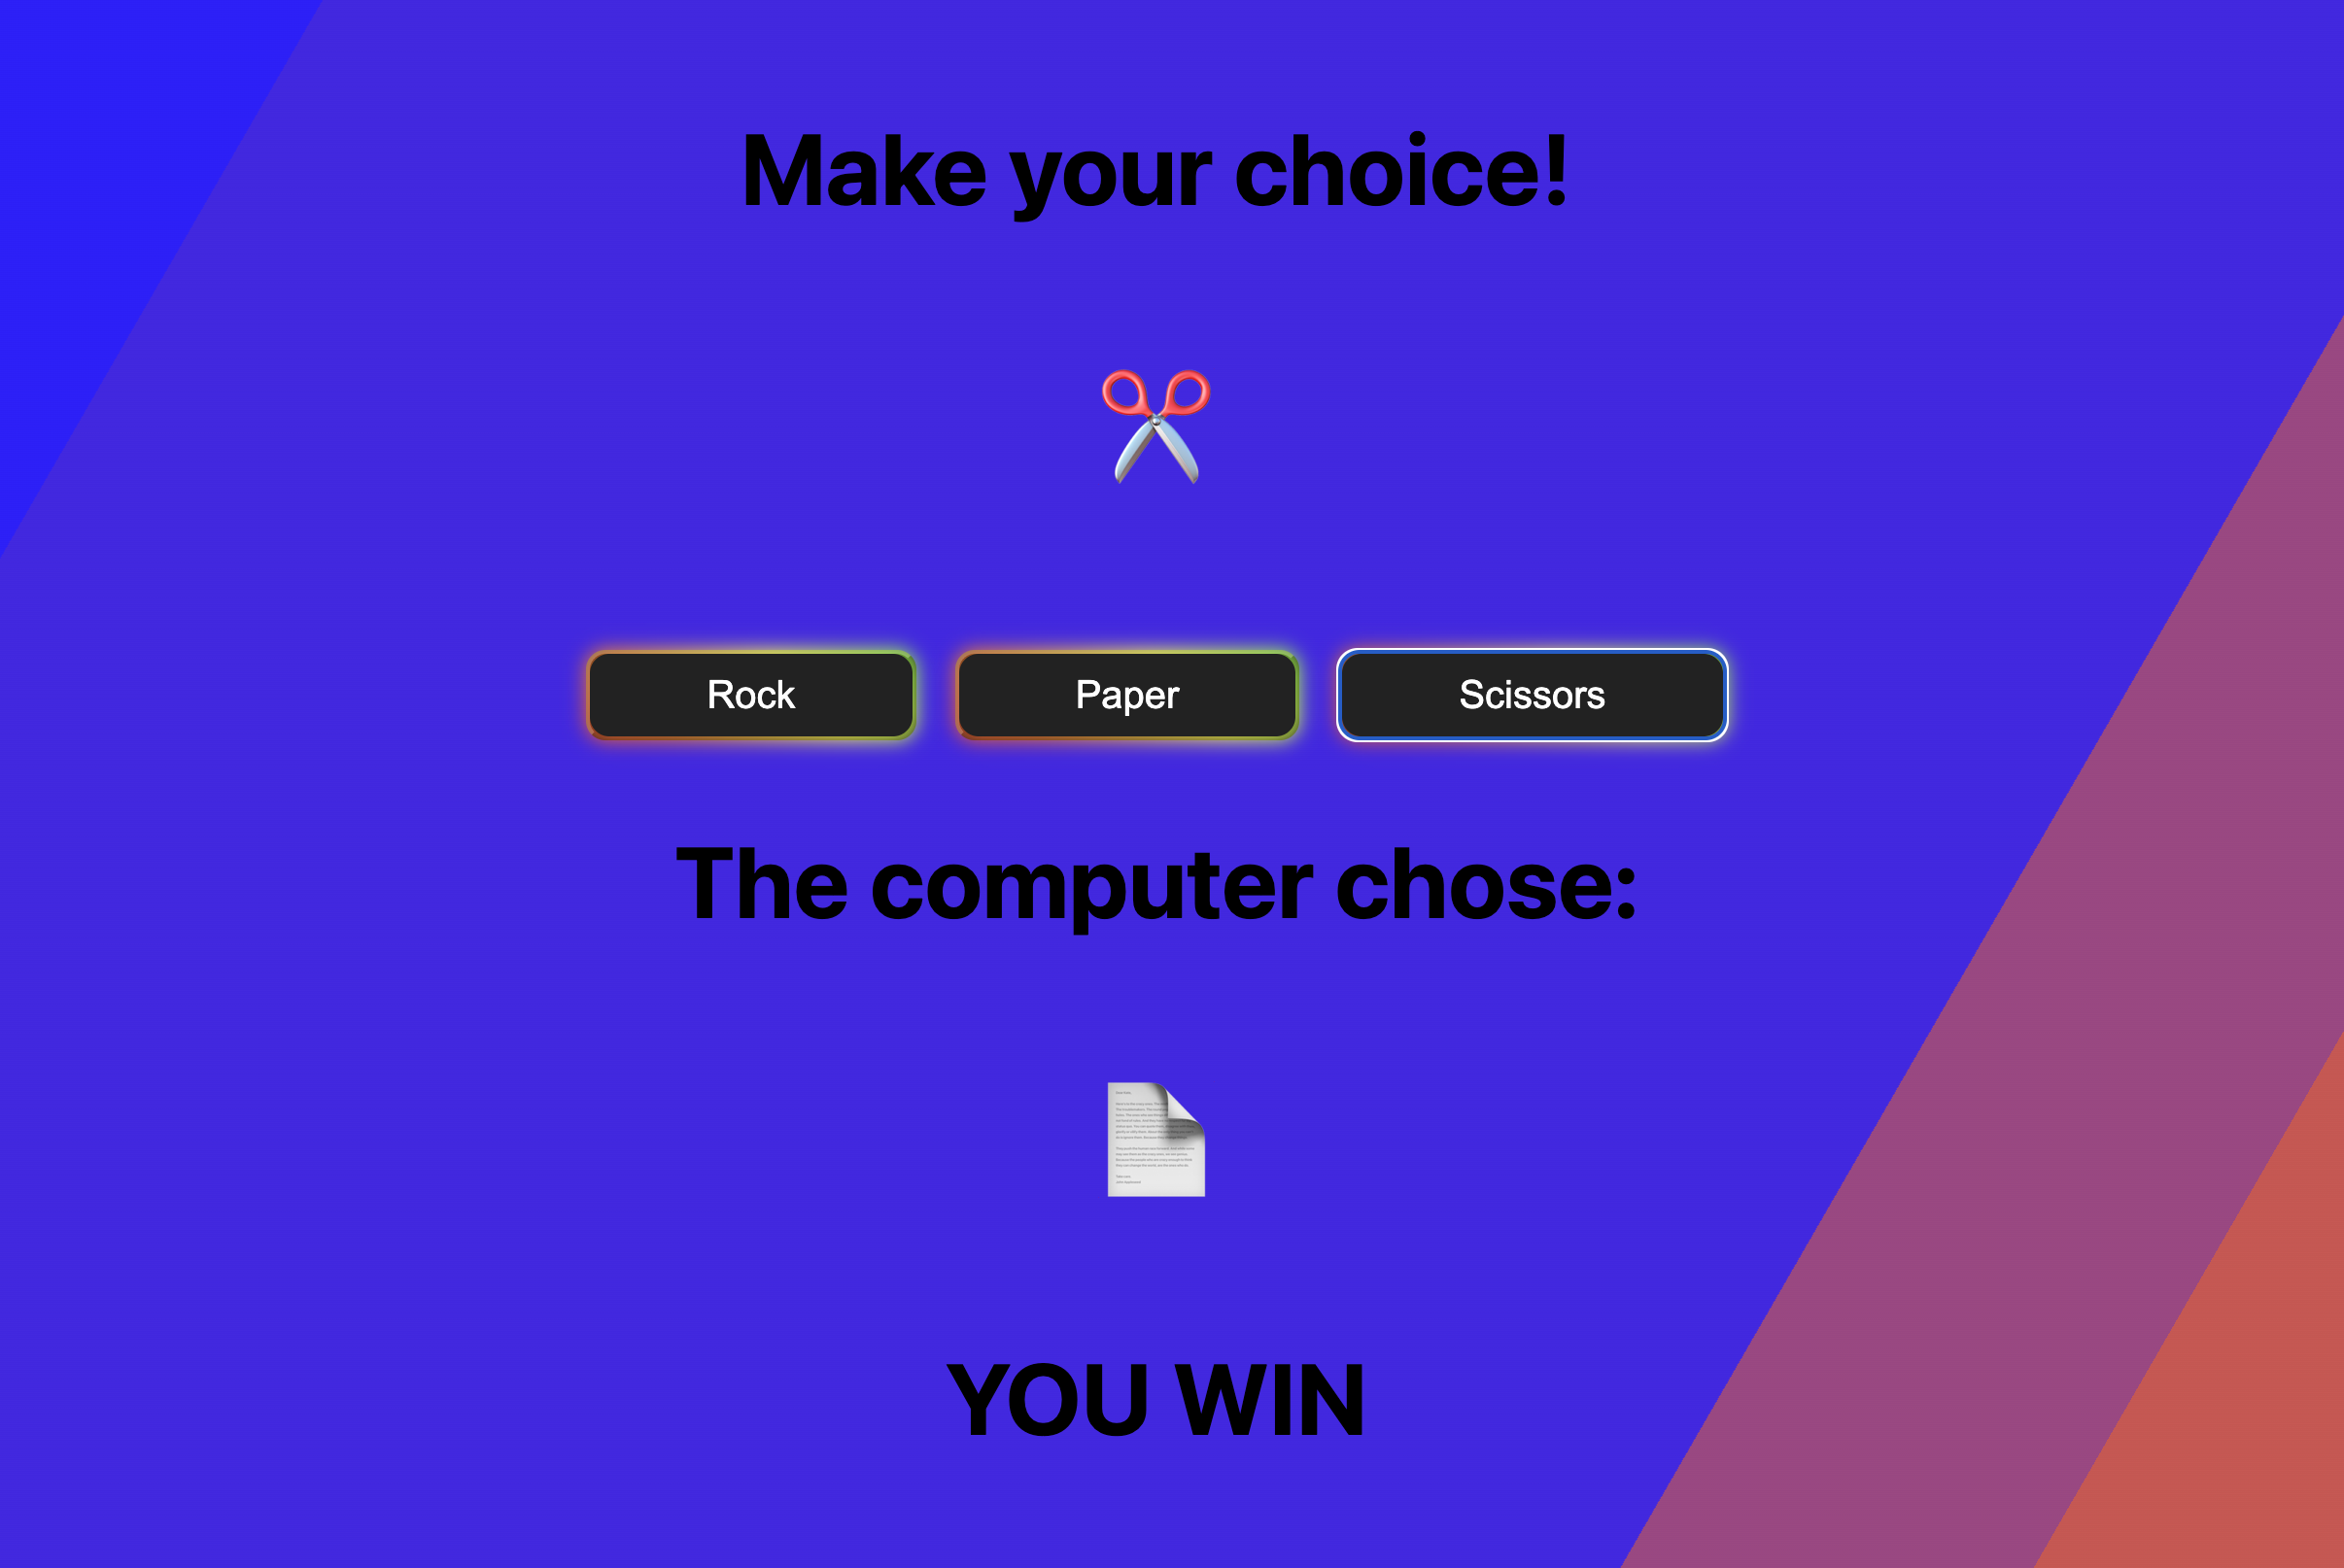 Make your choice!
Rock
Paper
Scissors
The computer chose:
YOU WIN